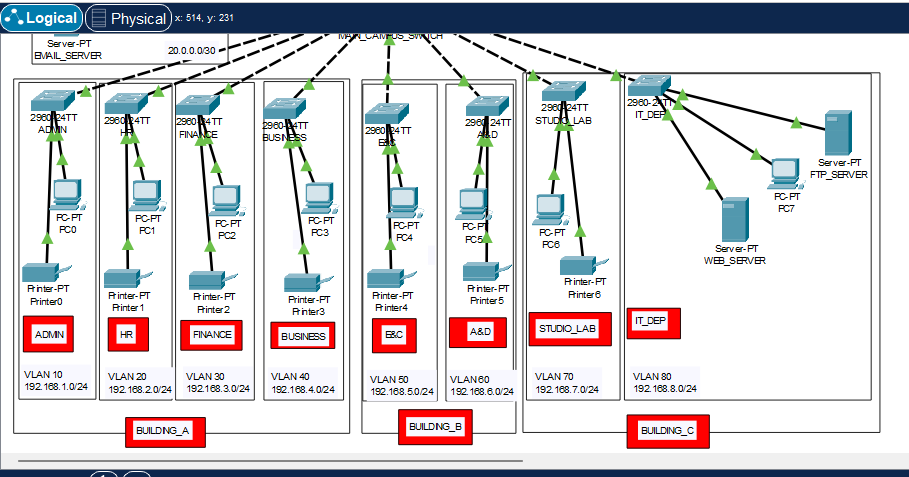 Logical
Physical
x: 514, y: 231
Server-PT
EMAIL_SERVER
20.0.0.0/30
MAIN_CAMPUS_SWITCH
2960-24TT
ADMIN
2960-24TT
HR
2960-24TT
FINANCE
2960-24TT
BUSINESS
2960-24TT
E&C
2960-24TT
A&D
2960-24TT
STUDIO_LAB
2960-24TT
IT_DEP
Server-PT
FTP_SERVER
PC-PT
PC0
PC-PT
PC1
PC-PT
PC2
PC-PT
PC3
PC-PT
PC4
PC-PT
PC5
PC-PT
PC6
PC-PT
PC7
Server-PT
WEB_SERVER
Printer-PT
Printer0
Printer-PT
Printer1
Printer-PT
Printer2
Printer-PT
Printer3
Printer-PT
Printer4
Printer-PT
Printer5
Printer-PT
Printer6
ADMIN
HR
FINANCE
BUSINESS
E&C
A&D
STUDIO_LAB
IT_DEP
VLAN 10
192.168.1.0/24
VLAN 20
192.168.2.0/24
VLAN 30
192.168.3.0/24
VLAN 40
192.168.4.0/24
VLAN 50
192.168.5.0/24
VLAN 60
192.168.6.0/24
VLAN 70
192.168.7.0/24
VLAN 80
192.168.8.0/24
BUILDING_A
BUILDING_B
BUILDING_C